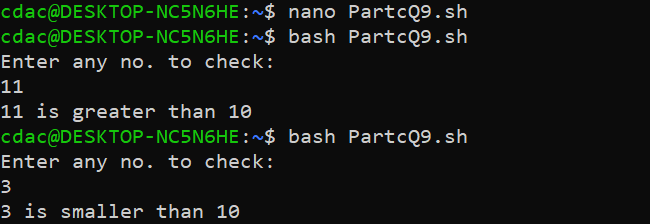 cdac@DESKTOP-NC5N6HE:~$ nano PartcQ9.sh
cdac@DESKTOP-NC5N6HE:~$ bash PartcQ9.sh
Enter any no. to check:
11
11 is greater than 10
cdac@DESKTOP-NC5N6HE:~$ bash PartcQ9.sh
Enter any no. to check:
3
3 is smaller than 10